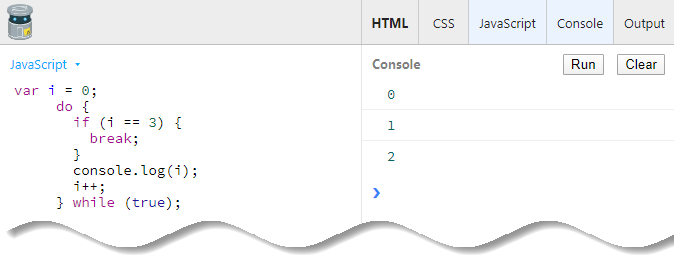 HTML CSS JavaScript Console Output
JavaScript
Console Run Clear
var i = 0;
do {
if (i == 3) {
break;
}
console.log(i);
i++;
} while (true);
0
1
2